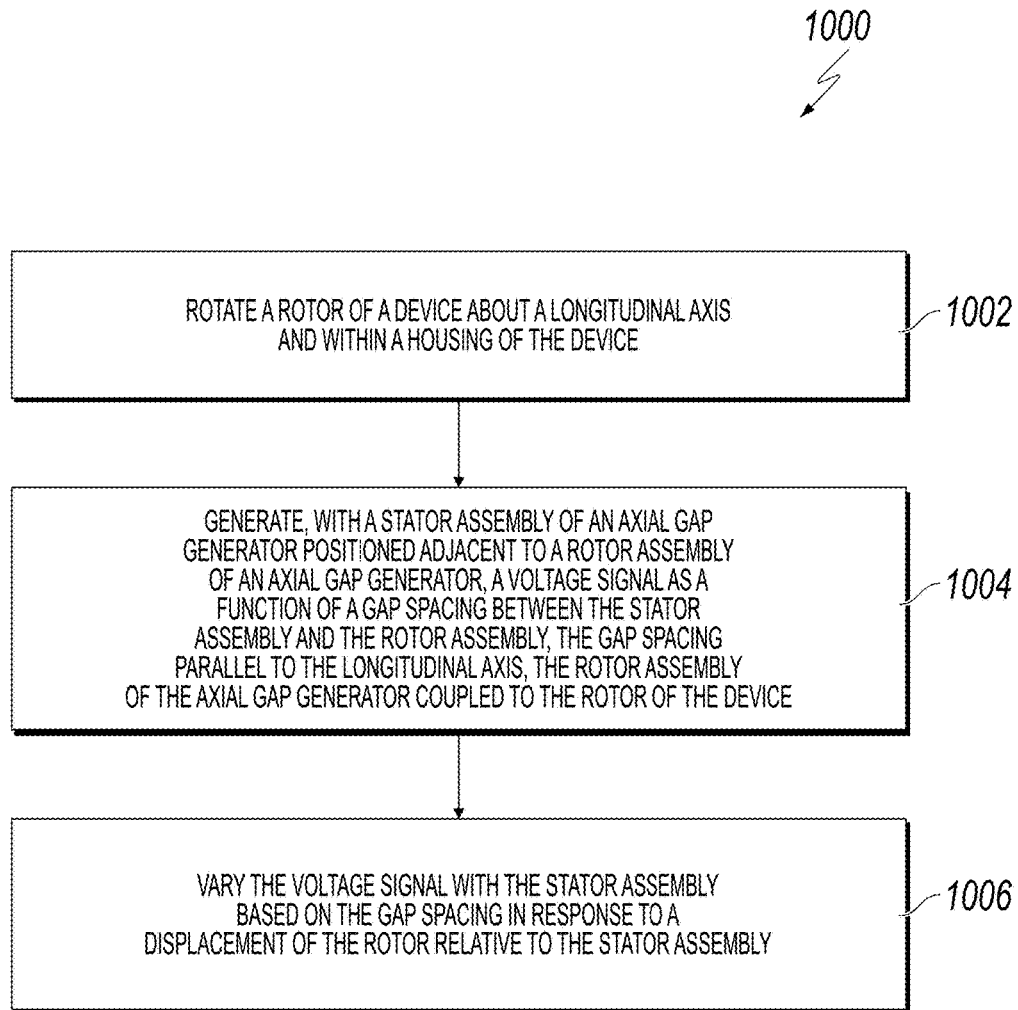 1000
ROTATE A ROTOR OF A DEVICE ABOUT A LONGITUDINAL AXIS
AND WITHIN A HOUSING OF THE DEVICE
1002
GENERATE, WITH A STATOR ASSEMBLY OF AN AXIAL GAP
GENERATOR POSITIONED ADJACENT TO A ROTOR ASSEMBLY
OF AN AXIAL GAP GENERATOR, A VOLTAGE SIGNAL AS A
FUNCTION OF A GAP SPACING BETWEEN THE STATOR
ASSEMBLY AND THE ROTOR ASSEMBLY, THE GAP SPACING
PARALLEL TO THE LONGITUDINAL AXIS, THE ROTOR ASSEMBLY
OF THE AXIAL GAP GENERATOR COUPLED TO THE ROTOR OF THE DEVICE
1004
VARY THE VOLTAGE SIGNAL WITH THE STATOR ASSEMBLY
BASED ON THE GAP SPACING IN RESPONSE TO A
DISPLACEMENT OF THE ROTOR RELATIVE TO THE STATOR ASSEMBLY
1006